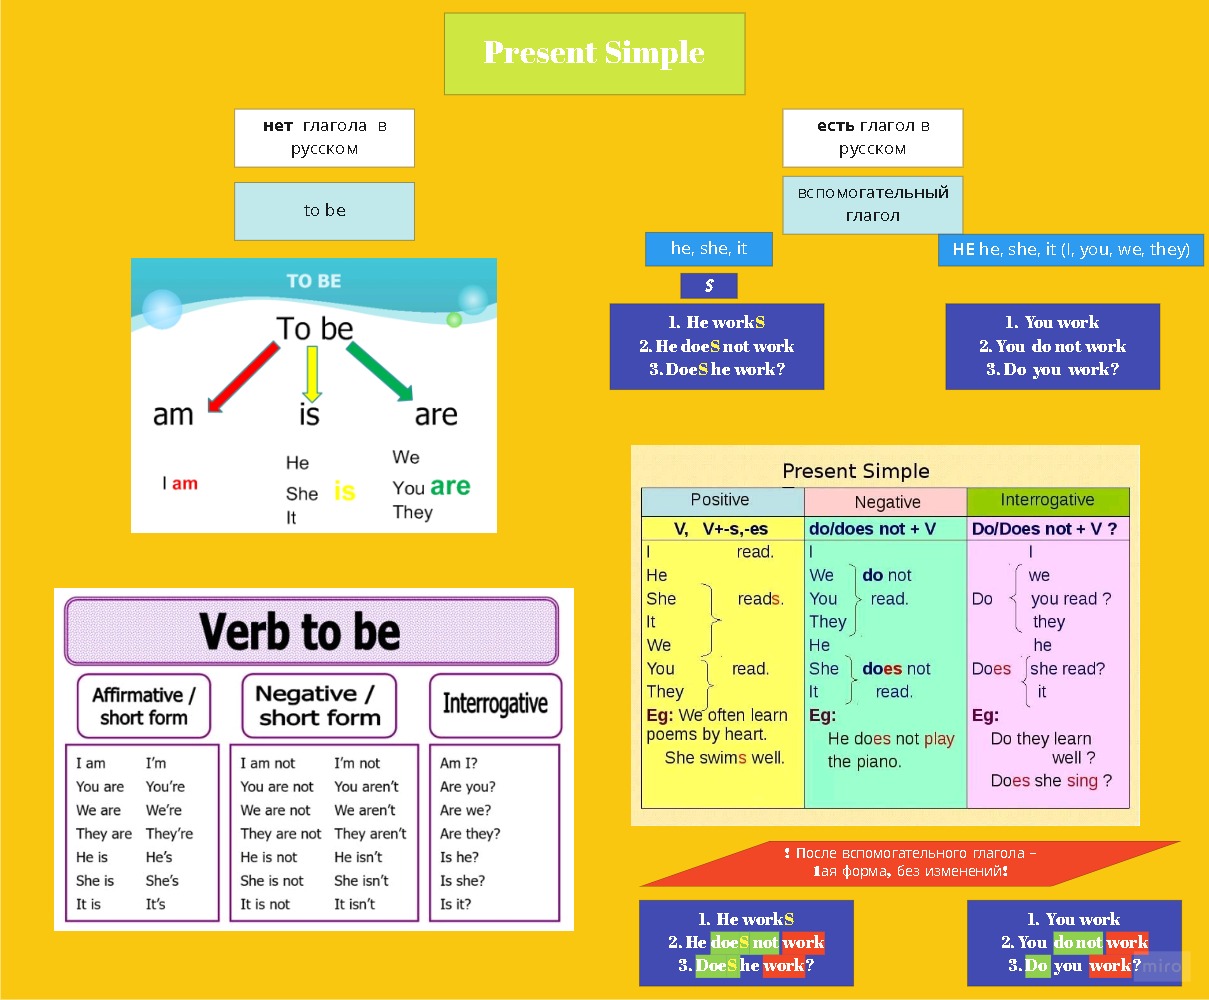 Present Simple
нет глагола в
русском
to be
TO BE
To be
am
is
are
I am
He
She is
It
We
You are
They
Verb to be
Affirmative /
short form
I am I'm
You are You're
We are We're
They are They're
He is He's
She is She's
It is It's
Negative /
short form
I am not I'm not
You are not You aren't
We are not We aren't
They are not They aren't
He is not He isn't
She is not She isn't
It is not It isn't
Interrogative
Am I?
Are you?
Are we?
Are they?
Is he?
Is she?
Is it?
есть глагол в
русском
вспомогательный
глагол
he, she, it
S
1. He workS
2. He doeS not work
3. DoeS he work?
НЕ he, she, it (I, you, we, they)
1. You work
2. You do not work
3. Do you work?
Present Simple
Positive
V, V+-s,-es
I read.
He
She reads.
It
We
You read.
They
Eg: We often learn
poems by heart.
She swims well.
Negative
do/does not + V
I
We do not
You read.
They
He
She does not
It read.
Eg:
He does not play
the piano.
Interrogative
Do/Does not + V ?
I
we
Do you read ?
they
he
Does she read?
it
Eg:
Do they learn
well ?
Does she sing ?
! После вспомогательного глагола –
1ая форма, без изменений!
1. He workS
2. He doeS not work
3. DoeS he work?
1. You work
2. You do not work
3. Do you work?
miro